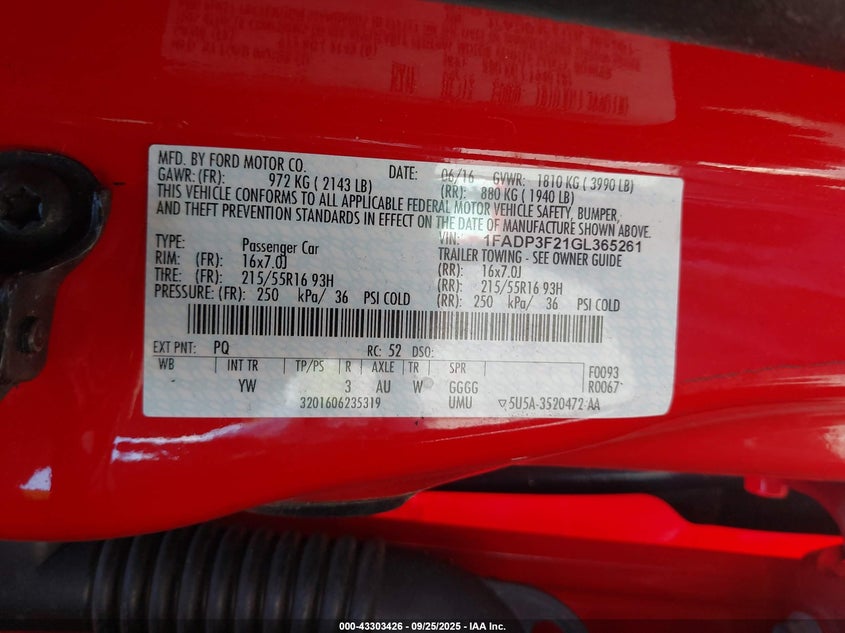 MFD. BY FORD MOTOR CO.
DATE: 06/16 GVWR: 1810 KG ( 3990 LB)
GAWR: (FR): 972 KG ( 2143 LB) (RR): 880 KG ( 1940 LB)
THIS VEHICLE CONFORMS TO ALL APPLICABLE FEDERAL MOTOR VEHICLE SAFETY, BUMPER,
AND THEFT PREVENTION STANDARDS IN EFFECT ON THE DATE OF MANUFACTURE SHOWN ABOVE.
VIN: 1FADP3F21GL365261
TYPE: Passenger Car TRAILER TOWING - SEE OWNER GUIDE
RIM: (FR): 16x7.0J (RR): 16x7.0J
TIRE: (FR): 215/55R16 93H (RR): 215/55R16 93H
PRESSURE: (FR): 250 kPa/ 36 PSI COLD (RR): 250 kPa/ 36 PSI COLD
EXT PNT: PQ RC: 52 DSO:
WB INT TR TP/PS R AXLE TR SPR F0093
YW 3 AU W GGGG R0067
3201606235319 UMU ▽5U5A-3520472-AA
000-43303426 - 09/25/2025 - IAA Inc.